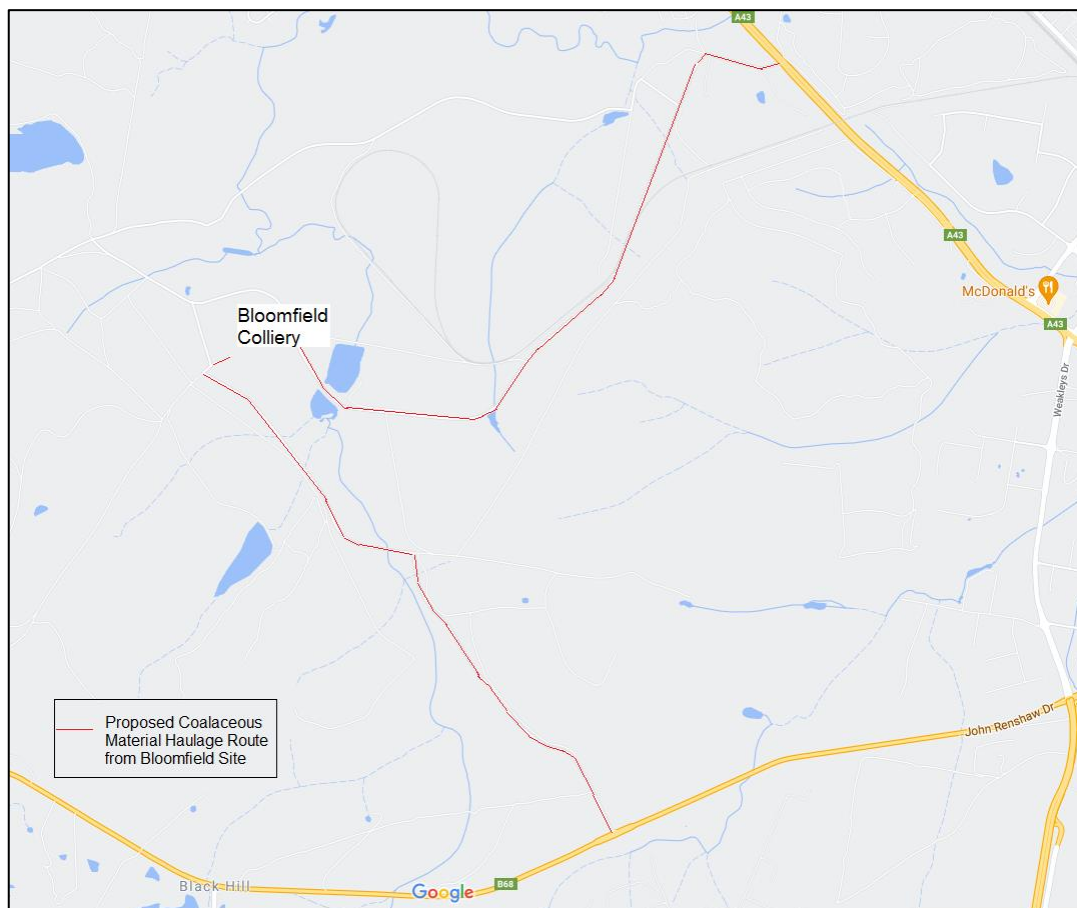 A43
A43
McDonald's
A43
Bloomfield
Colliery
Weakleys Dr
Proposed Coalaceous
Material Haulage Route
from Bloomfield Site
John Renshaw Dr
Black Hill
Google
B68